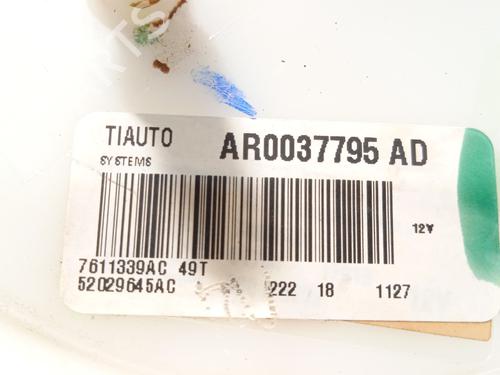 TIAUTO AR0037795 AD
SYSTEMS
12V
7611339AC 49T
52029645AC 222 18 1127